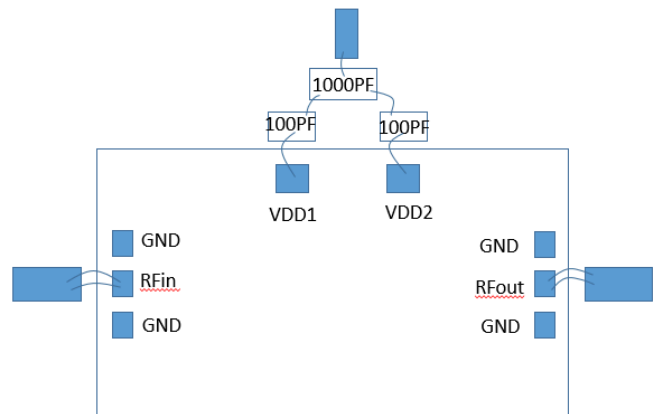 1000PF
100PF
100PF
VDD1
VDD2
GND
GND
RFin
RFout
GND
GND